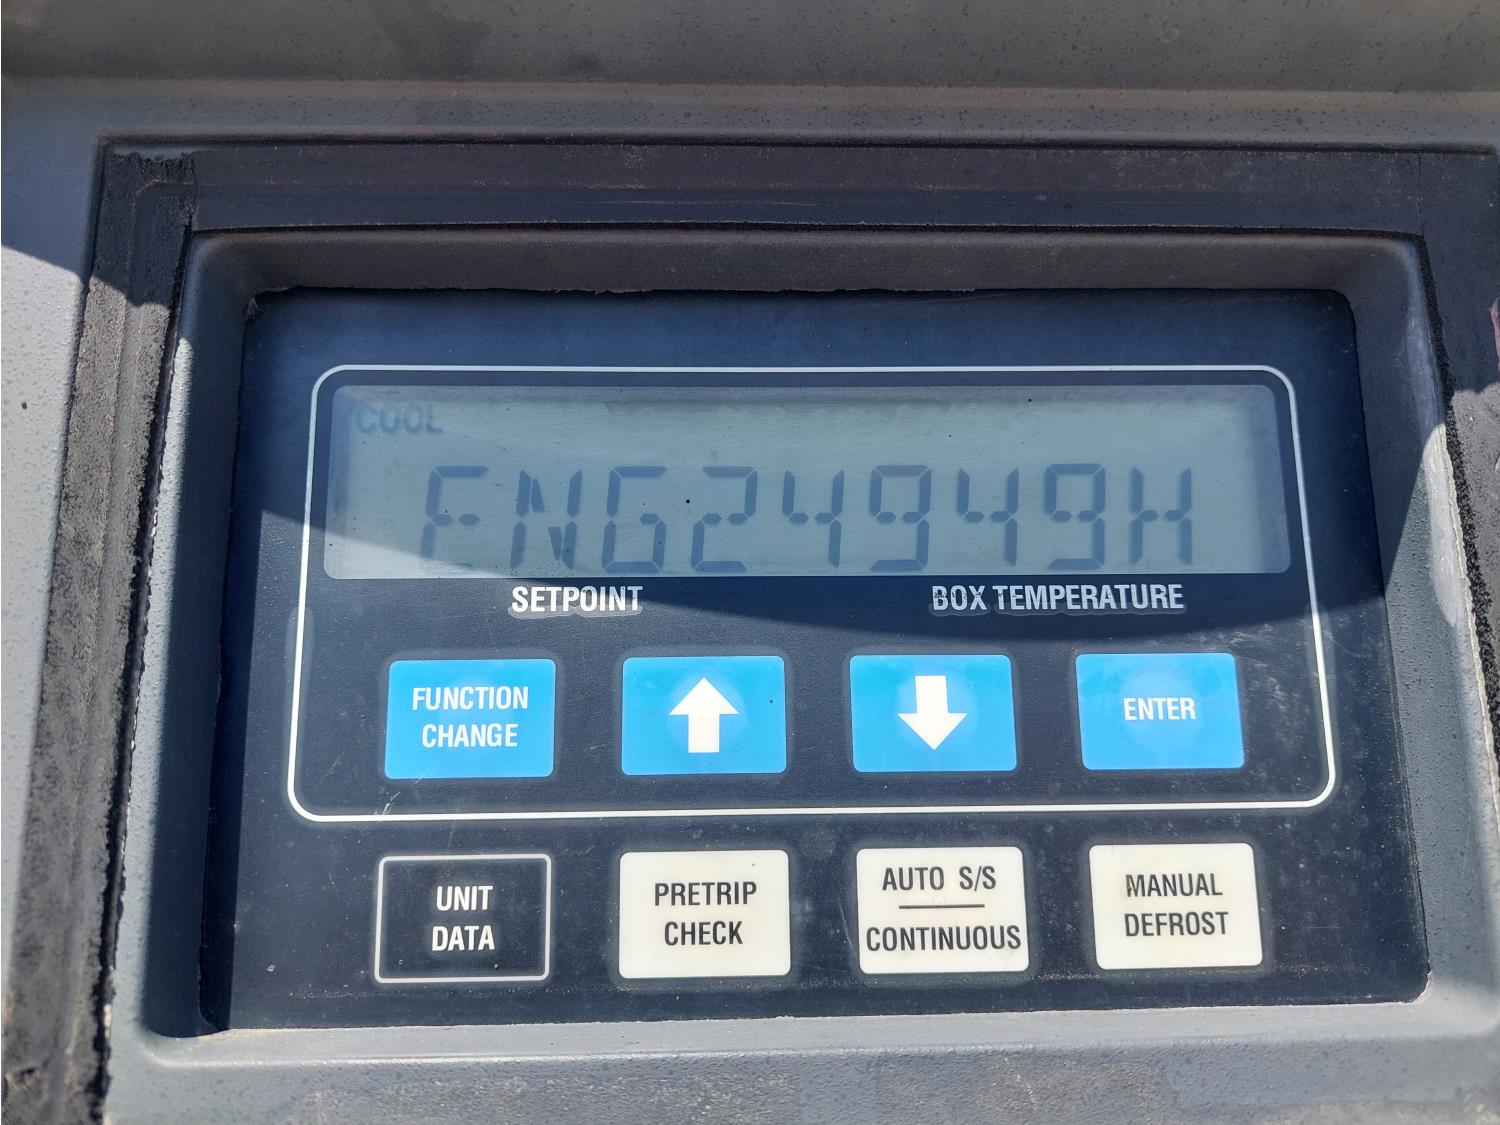 COOL
ENG24949H
SETPOINT BOX TEMPERATURE
FUNCTION
CHANGE
ENTER
UNIT
DATA
PRETRIP
CHECK
AUTO S/S
CONTINUOUS
MANUAL
DEFROST